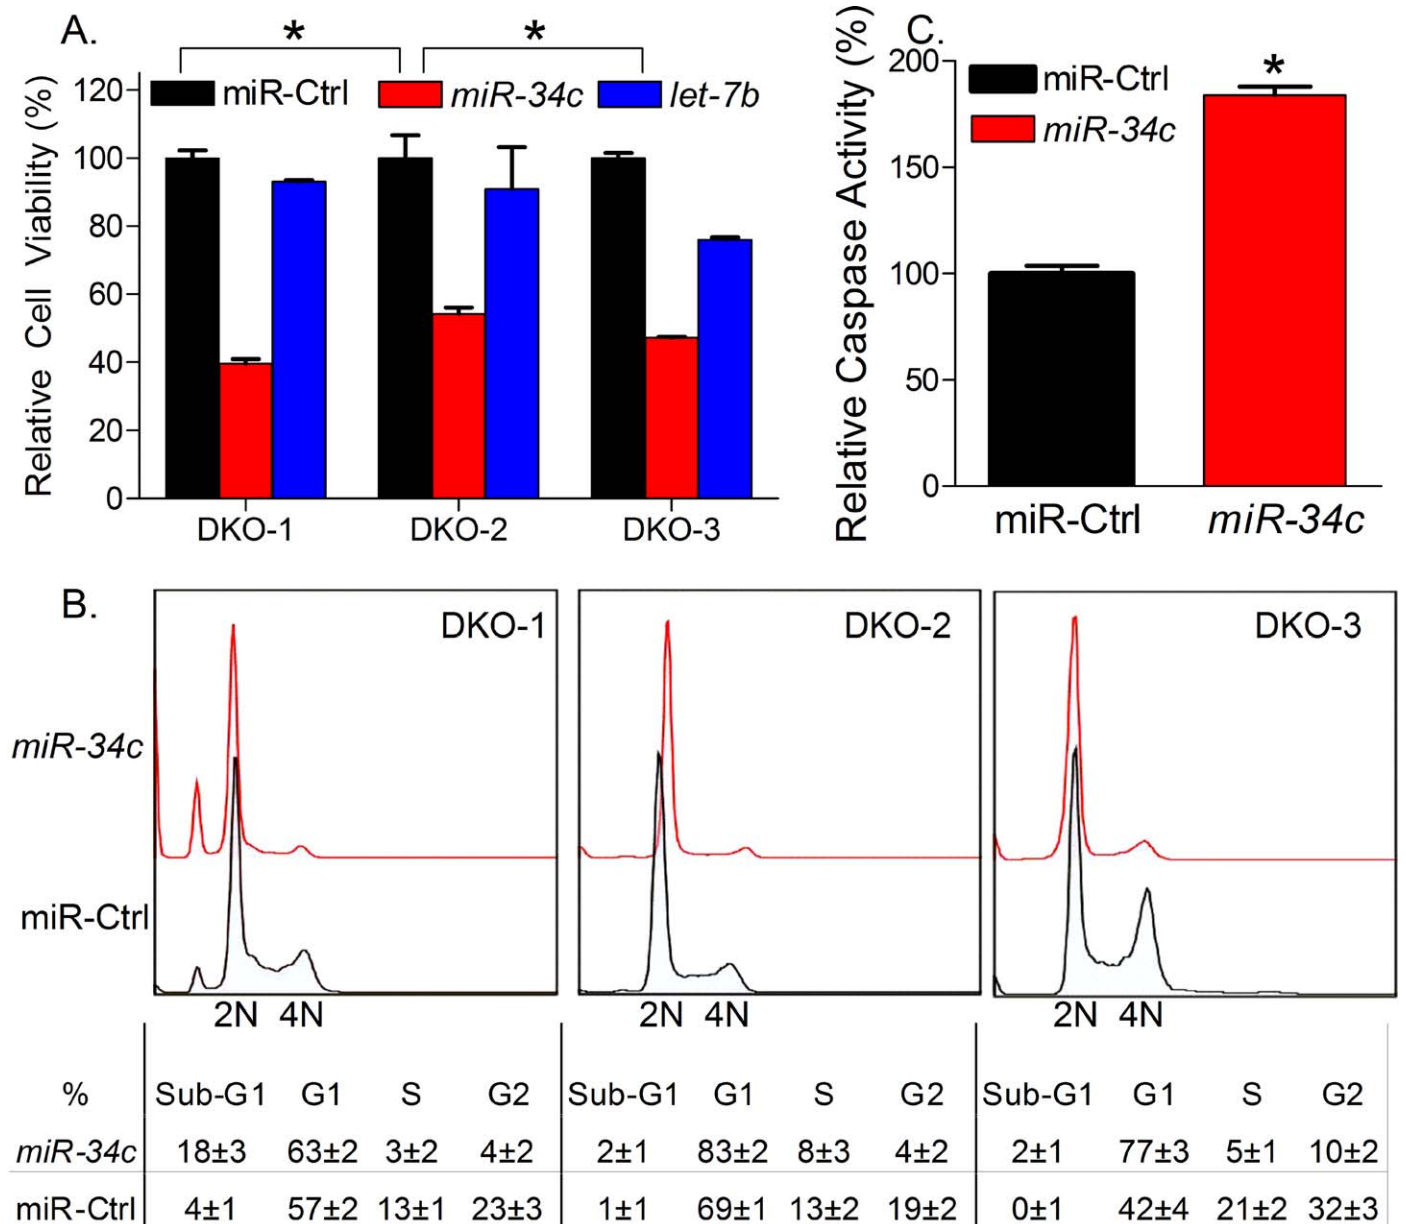 A.
* *
Relative Cell Viability (%)
miR-Ctrl miR-34c let-7b
120
100
80
60
40
20
0
DKO-1 DKO-2 DKO-3
C.
Relative Caspase Activity (%)
*
miR-Ctrl
miR-34c
200
150
100
50
0
miR-Ctrl miR-34c
B.
DKO-1 DKO-2 DKO-3
miR-34c
miR-Ctrl
2N 4N 2N 4N 2N 4N
% Sub-G1 G1 S G2 Sub-G1 G1 S G2 Sub-G1 G1 S G2
miR-34c 18±3 63±2 3±2 4±2 2±1 83±2 8±3 4±2 2±1 77±3 5±1 10±2
miR-Ctrl 4±1 57±2 13±1 23±3 1±1 69±1 13±2 19±2 0±1 42±4 21±2 32±3